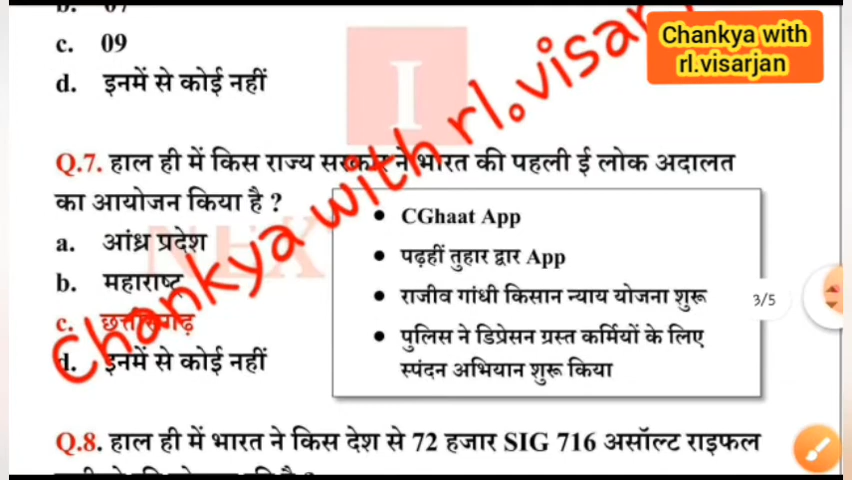 b. 07
c. 09
d. इनमें से कोई नहीं
Chankya with rl.visarjan
Chankya with
rl.visarjan
Q.7. हाल ही में किस राज्य सरकार ने भारत की पहली ई लोक अदालत
का आयोजन किया है ?
a. आंध्र प्रदेश
b. महाराष्ट्र
c. छत्तीसगढ़
d. इनमें से कोई नहीं
• CGhaat App
• पढ़हीं तुहार द्वार App
• राजीव गांधी किसान न्याय योजना शुरू
• पुलिस ने डिप्रेसन ग्रस्त कर्मियों के लिए
स्पंदन अभियान शुरू किया
3/5
Q.8. हाल ही में भारत ने किस देश से 72 हजार SIG 716 असॉल्ट राइफल